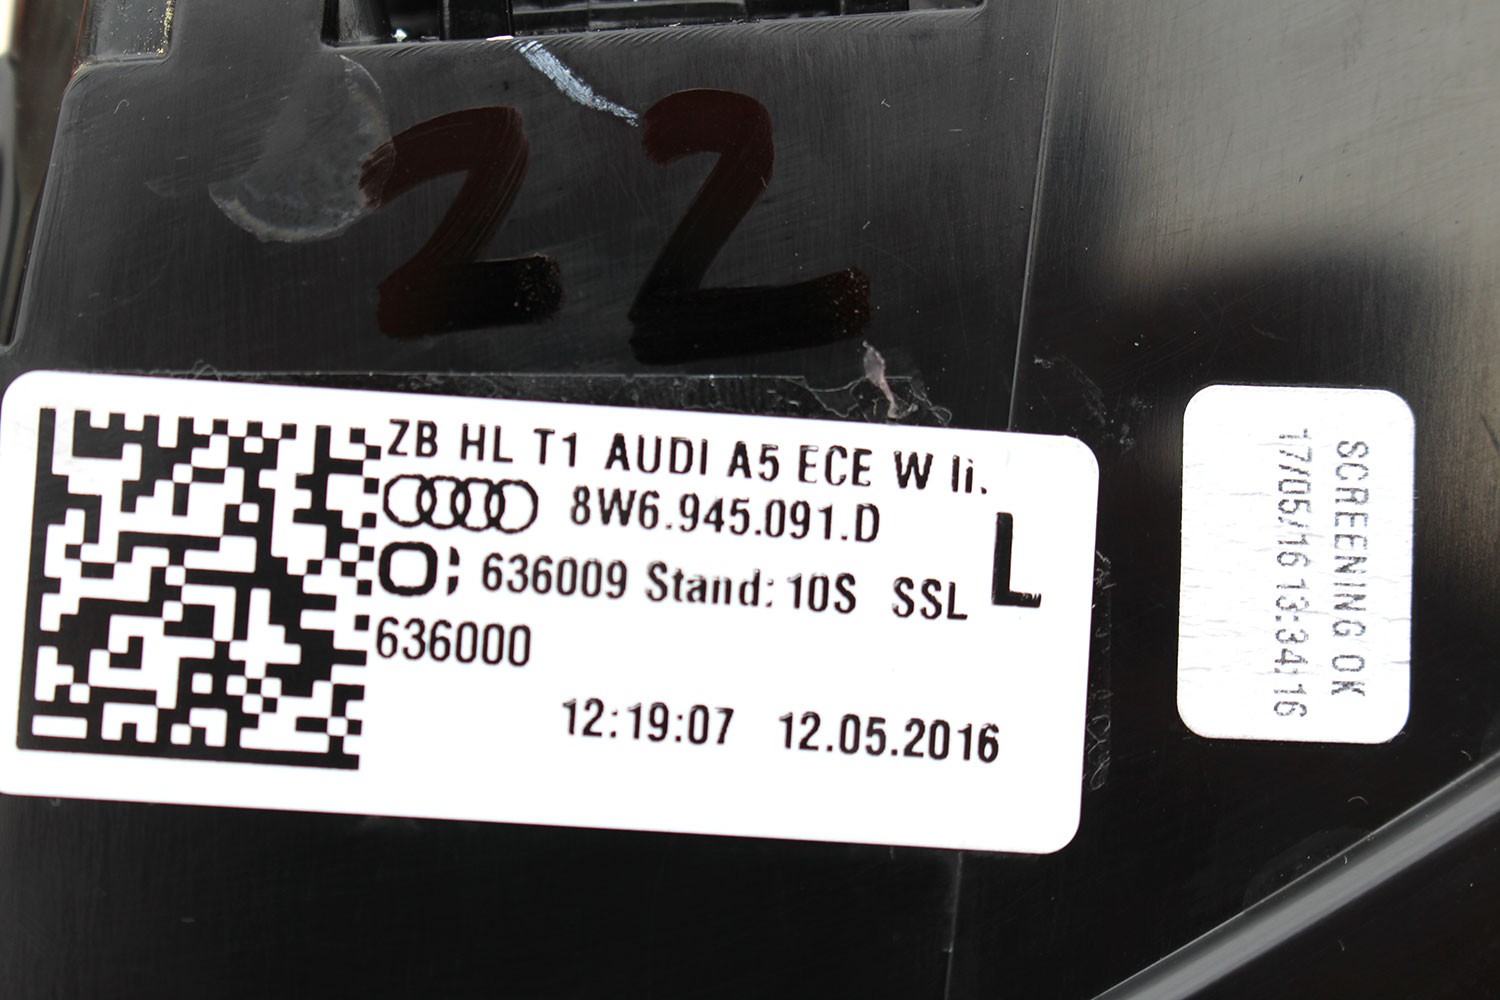 22
ZB HL T1 AUDI A5 ECE W li.
8W6.945.091.D
L
O; 636009 Stand: 10S SSL
636000
12:19:07 12.05.2016
SCREENING OK
17/05/16 13:34:16